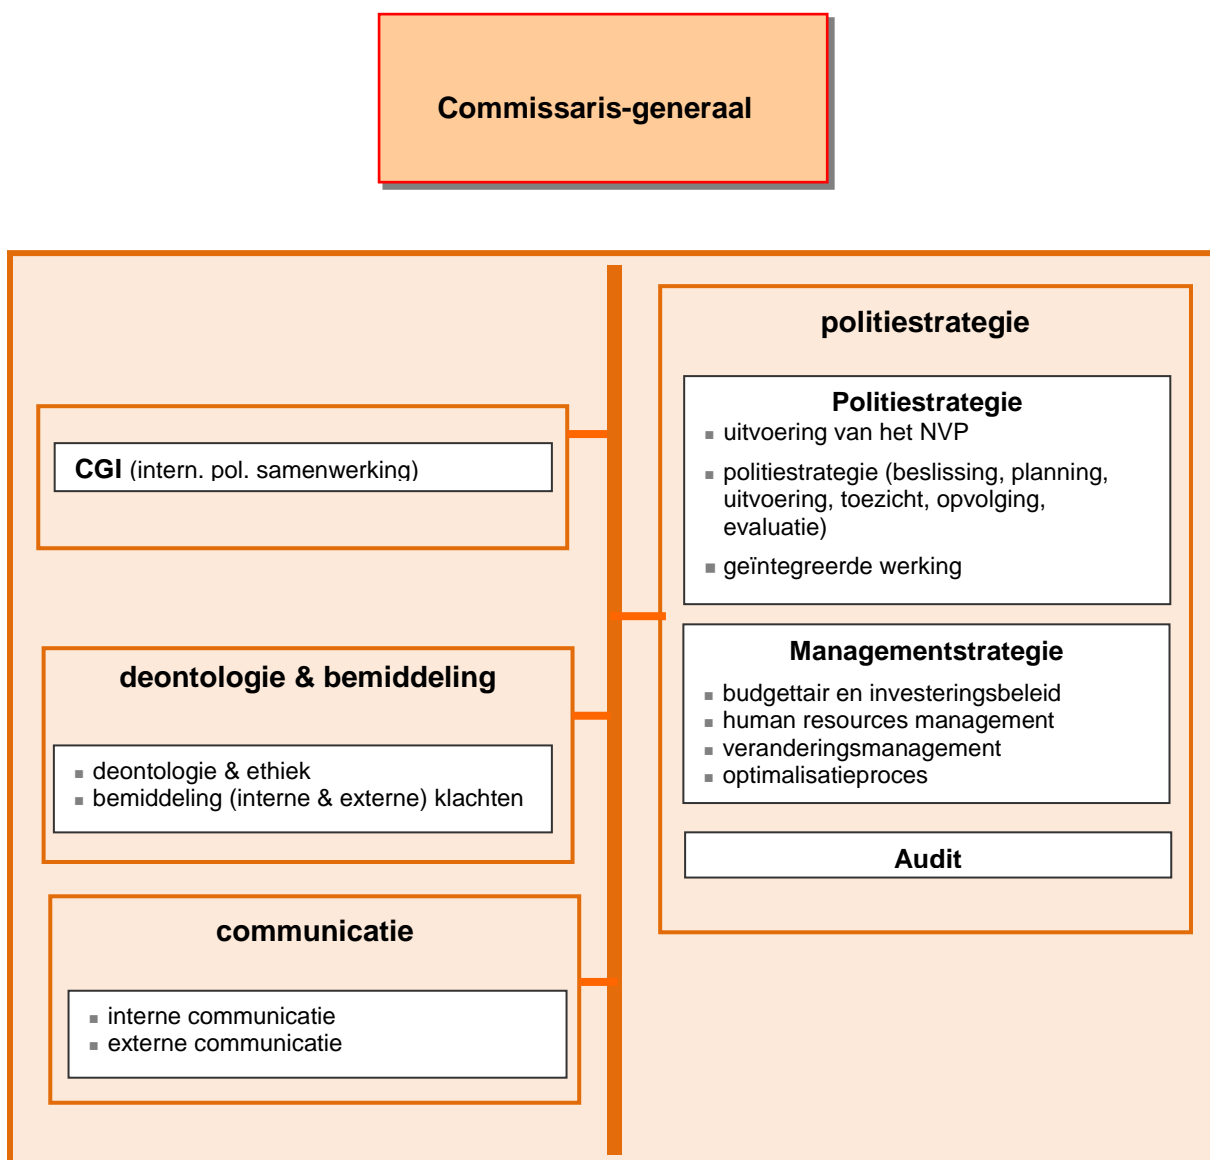 Commissaris-generaal
CGI (intern. pol. samenwerking)
deontologie & bemiddeling
▪ deontologie & ethiek
▪ bemiddeling (interne & externe) klachten
communicatie
▪ interne communicatie
▪ externe communicatie
politiestrategie
Politiestrategie
▪ uitvoering van het NVP
▪ politiestrategie (beslissing, planning,
uitvoering, toezicht, opvolging,
evaluatie)
▪ geïntegreerde werking
Managementstrategie
▪ budgettair en investeringsbeleid
▪ human resources management
▪ veranderingsmanagement
▪ optimalisatieproces
Audit